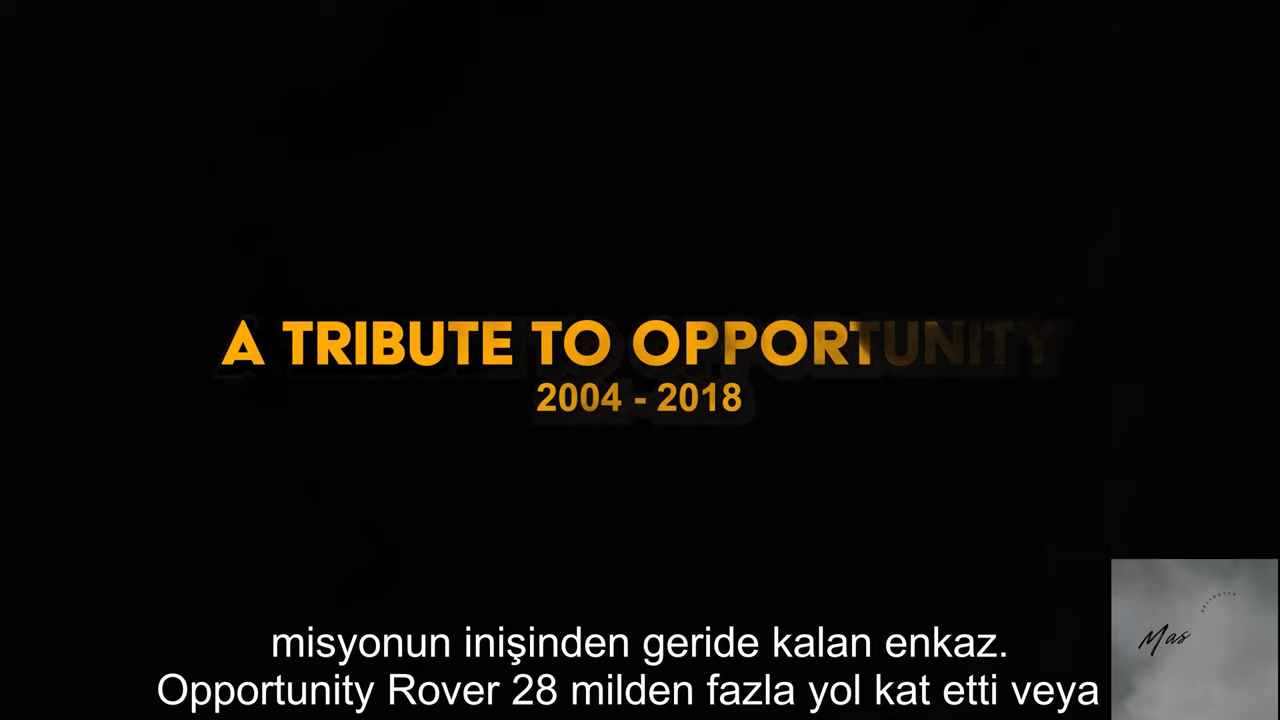 A TRIBUTE TO OPPORTUNITY
2004 - 2018
Mas
misyonun inişinden geride kalan enkaz.
Opportunity Rover 28 milden fazla yol kat etti veya